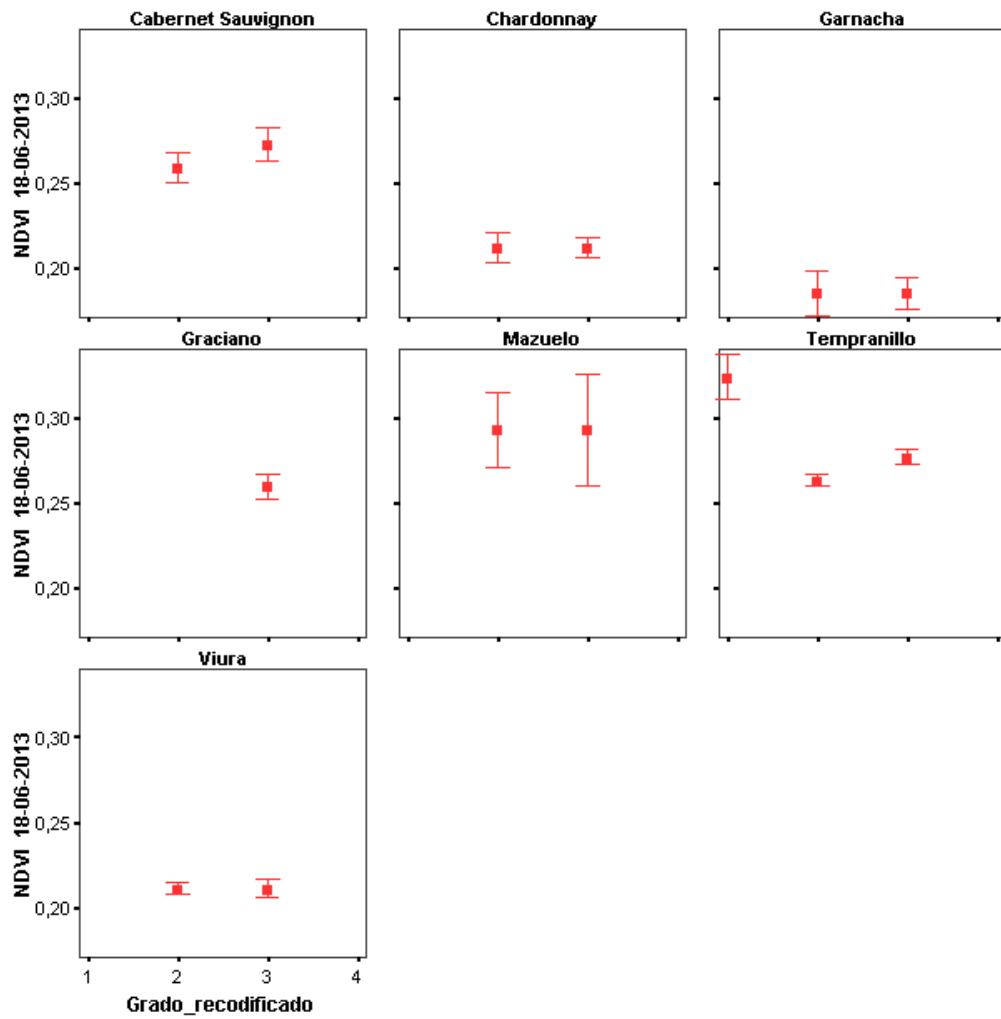 Cabernet Sauvignon Chardonnay Garnacha
NDVI 18-06-2013
0,30
0,25
0,20
Graciano Mazuelo Tempranillo
NDVI 18-06-2013
0,30
0,25
0,20
Viura
NDVI 18-06-2013
0,30
0,25
0,20
1 2 3 4
Grado_recodificado